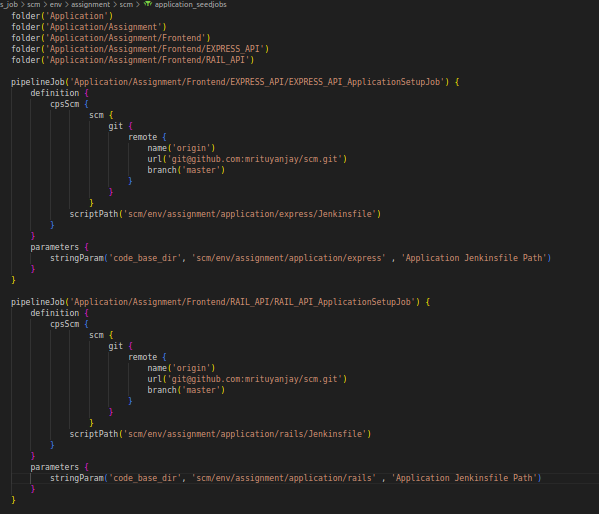 s_job > scm > env > assignment > scm > application_seedjobs
folder('Application')
folder('Application/Assignment')
folder('Application/Assignment/Frontend')
folder('Application/Assignment/Frontend/EXPRESS_API')
folder('Application/Assignment/Frontend/RAIL_API')
pipelineJob('Application/Assignment/Frontend/EXPRESS_API/EXPRESS_API_ApplicationSetupJob') {
definition {
cpsScm {
scm {
git {
remote {
name('origin')
url('git@github.com:mrityanjay/scm.git')
branch('master')
}
}
}
scriptPath('scm/env/assignment/application/express/Jenkinsfile')
}
}
parameters {
stringParam('code_base_dir', 'scm/env/assignment/application/express' , 'Application Jenkinsfile Path')
}
}
pipelineJob('Application/Assignment/Frontend/RAIL_API/RAIL_API_ApplicationSetupJob') {
definition {
cpsScm {
scm {
git {
remote {
name('origin')
url('git@github.com:mrityunjay/scm.git')
branch('master')
}
}
}
scriptPath('scm/env/assignment/application/rails/Jenkinsfile')
}
}
parameters {
stringParam('code_base_dir', 'scm/env/assignment/application/rails' , 'Application Jenkinsfile Path')
}
}